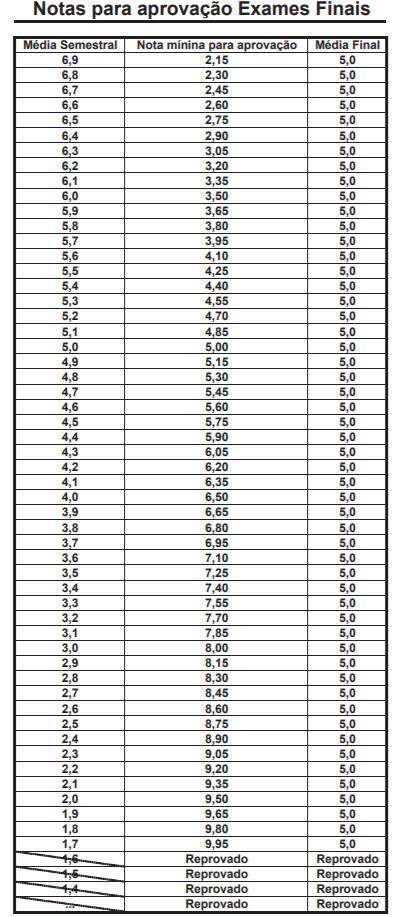 Notas para aprovação Exames Finais
Média Semestral Nota mínina para aprovação Média Final
6,9 2,15 5,0
6,8 2,30 5,0
6,7 2,45 5,0
6,6 2,60 5,0
6,5 2,75 5,0
6,4 2,90 5,0
6,3 3,05 5,0
6,2 3,20 5,0
6,1 3,35 5,0
6,0 3,50 5,0
5,9 3,65 5,0
5,8 3,80 5,0
5,7 3,95 5,0
5,6 4,10 5,0
5,5 4,25 5,0
5,4 4,40 5,0
5,3 4,55 5,0
5,2 4,70 5,0
5,1 4,85 5,0
5,0 5,00 5,0
4,9 5,15 5,0
4,8 5,30 5,0
4,7 5,45 5,0
4,6 5,60 5,0
4,5 5,75 5,0
4,4 5,90 5,0
4,3 6,05 5,0
4,2 6,20 5,0
4,1 6,35 5,0
4,0 6,50 5,0
3,9 6,65 5,0
3,8 6,80 5,0
3,7 6,95 5,0
3,6 7,10 5,0
3,5 7,25 5,0
3,4 7,40 5,0
3,3 7,55 5,0
3,2 7,70 5,0
3,1 7,85 5,0
3,0 8,00 5,0
2,9 8,15 5,0
2,8 8,30 5,0
2,7 8,45 5,0
2,6 8,60 5,0
2,5 8,75 5,0
2,4 8,90 5,0
2,3 9,05 5,0
2,2 9,20 5,0
2,1 9,35 5,0
2,0 9,50 5,0
1,9 9,65 5,0
1,8 9,80 5,0
1,7 9,95 5,0
1,6 Reprovado Reprovado
1,5 Reprovado Reprovado
1,4 Reprovado Reprovado
... Reprovado Reprovado